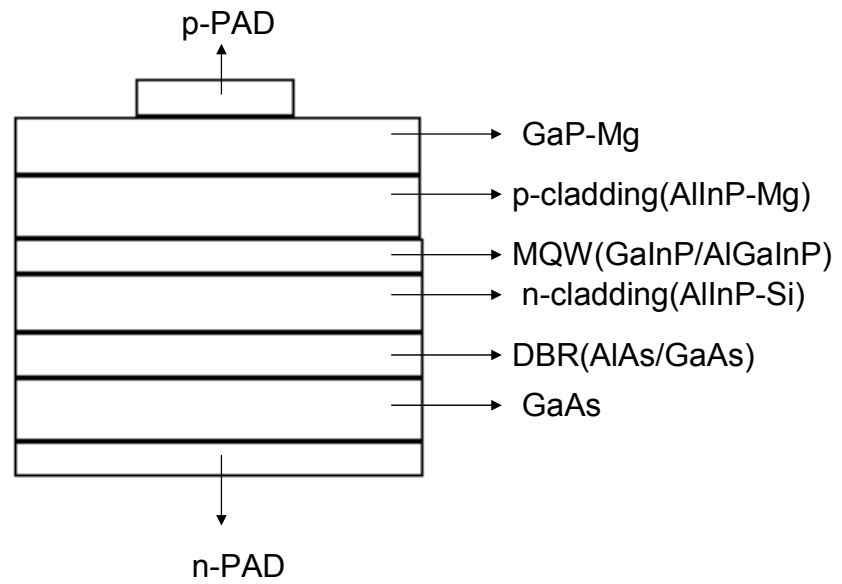 p-PAD
GaP-Mg
p-cladding(AlInP-Mg)
MQW(GaInP/AlGaInP)
n-cladding(AlInP-Si)
DBR(AlAs/GaAs)
GaAs
n-PAD